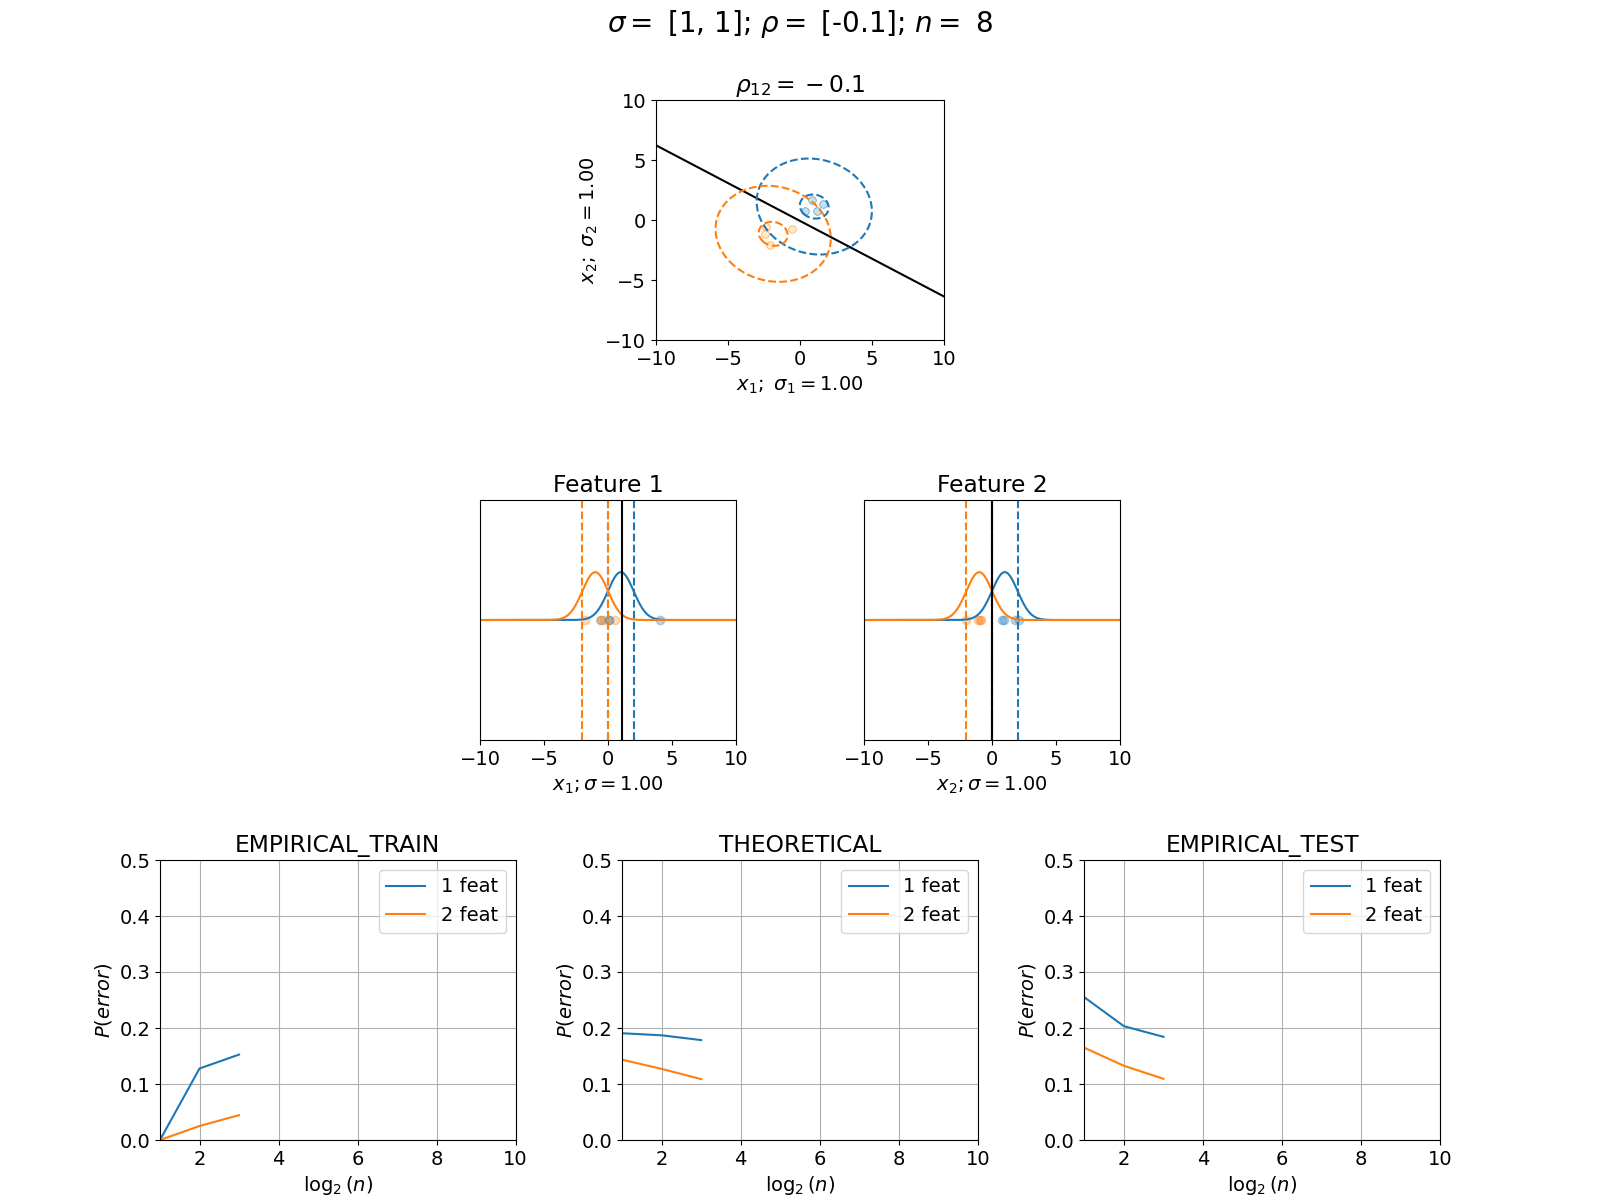 σ = [1, 1]; ρ = [-0.1]; n = 8
ρ₁₂ = −0.1
10
5
0
−5
−10
−10 −5 0 5 10
x₂; σ₂ = 1.00
x₁; σ₁ = 1.00
Feature 1
−10 −5 0 5 10
x₁; σ = 1.00
Feature 2
−10 −5 0 5 10
x₂; σ = 1.00
EMPIRICAL_TRAIN
0.5
0.4
0.3
0.2
0.1
0.0
P(error)
1 feat
2 feat
2 4 6 8 10
log₂(n)
THEORETICAL
0.5
0.4
0.3
0.2
0.1
0.0
P(error)
1 feat
2 feat
2 4 6 8 10
log₂(n)
EMPIRICAL_TEST
0.5
0.4
0.3
0.2
0.1
0.0
P(error)
1 feat
2 feat
2 4 6 8 10
log₂(n)